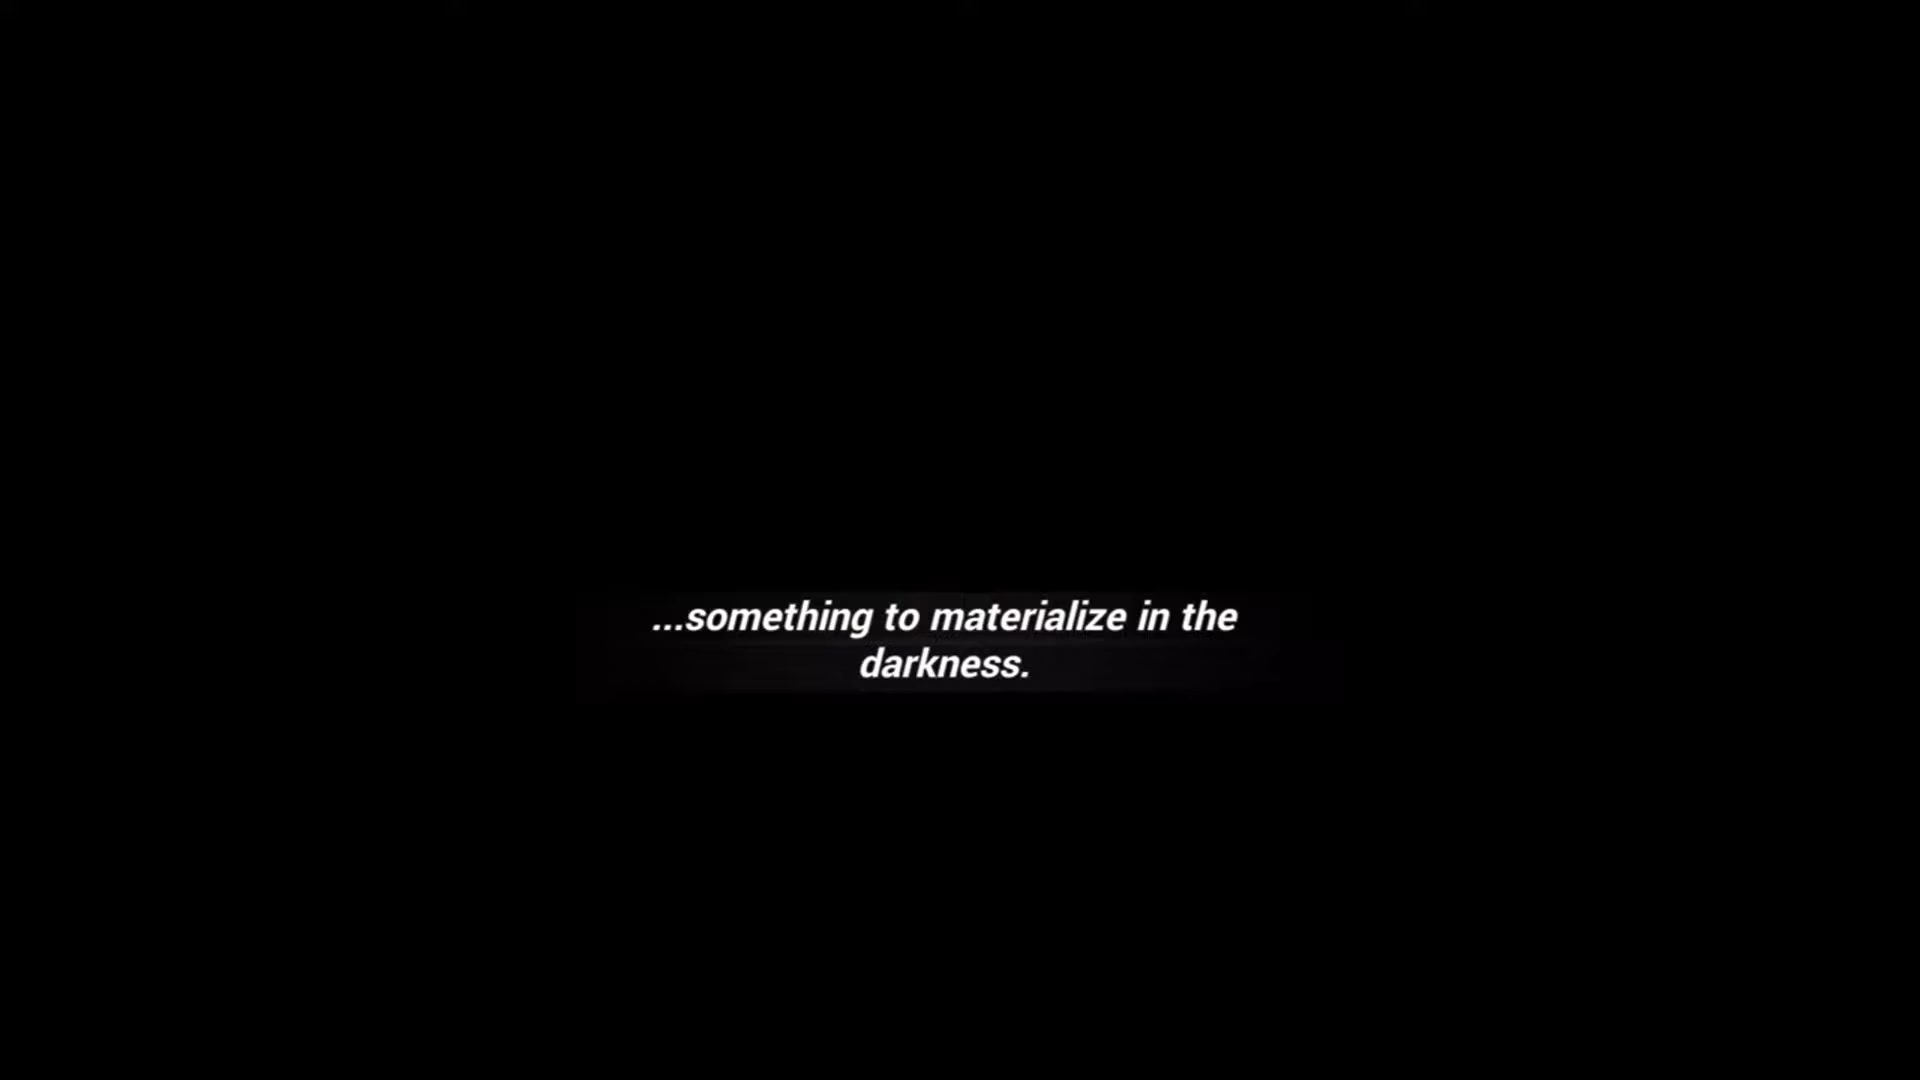 ...something to materialize in the
darkness.